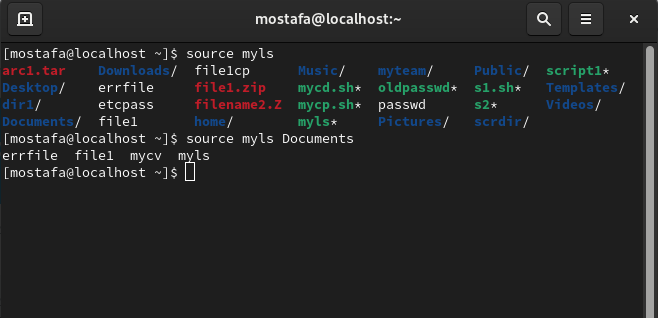 mostafa@localhost:~
[mostafa@localhost ~]$ source myls
arc1.tar Downloads/ file1cp Music/ myteam/ Public/ script1*
Desktop/ errfile file1.zip mycd.sh* oldpasswd* s1.sh* Templates/
dir1/ etcpass filename2.Z mycp.sh* passwd s2* Videos/
Documents/ file1 home/ myls* Pictures/ scrdir/
[mostafa@localhost ~]$ source myls Documents
errfile file1 mycv myls
[mostafa@localhost ~]$